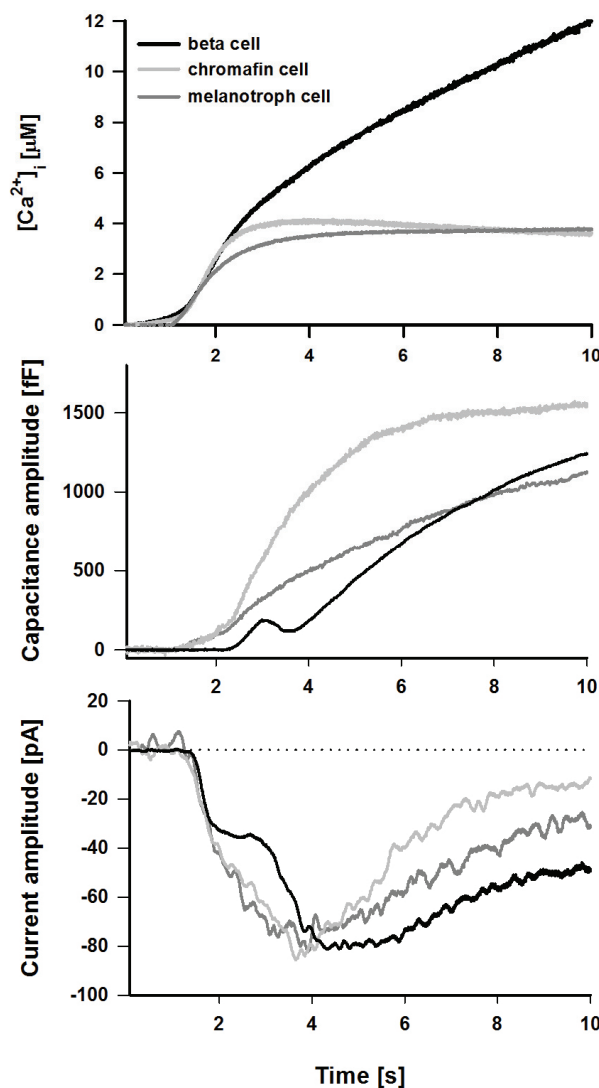 12
10
8
6
4
2
0
[Ca²⁺]ᵢ [µM]
beta cell
chromafin cell
melanotroph cell
2 4 6 8 10
1500
1000
500
0
Capacitance amplitude [fF]
2 4 6 8 10
20
0
-20
-40
-60
-80
-100
Current amplitude [pA]
2 4 6 8 10
Time [s]